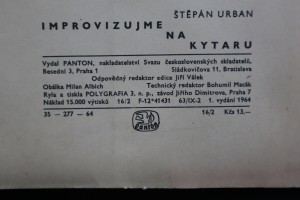 ŠTĚPÁN URBAN
IMPROVIZUJME NA
KYTARU
Vydal PANTON, nakladatelství Svazu československých skladatelů,
Besední 3, Praha 1 Sládkovičova 11, Bratislava
Odpovědný redaktor edice Jiří Válek
Obálka Milan Albich Technický redaktor Bohumil Macák
Ryla a tiskla POLYGRAFIA 3, n. p., závod Jiřího Dimitrova, Praha 7
Náklad 15.000 výtisků 16/2 F-12*41431 63/IX-2 1. vydání 1964
35 — 277 — 64 16/2 Kčs 13,—
panton